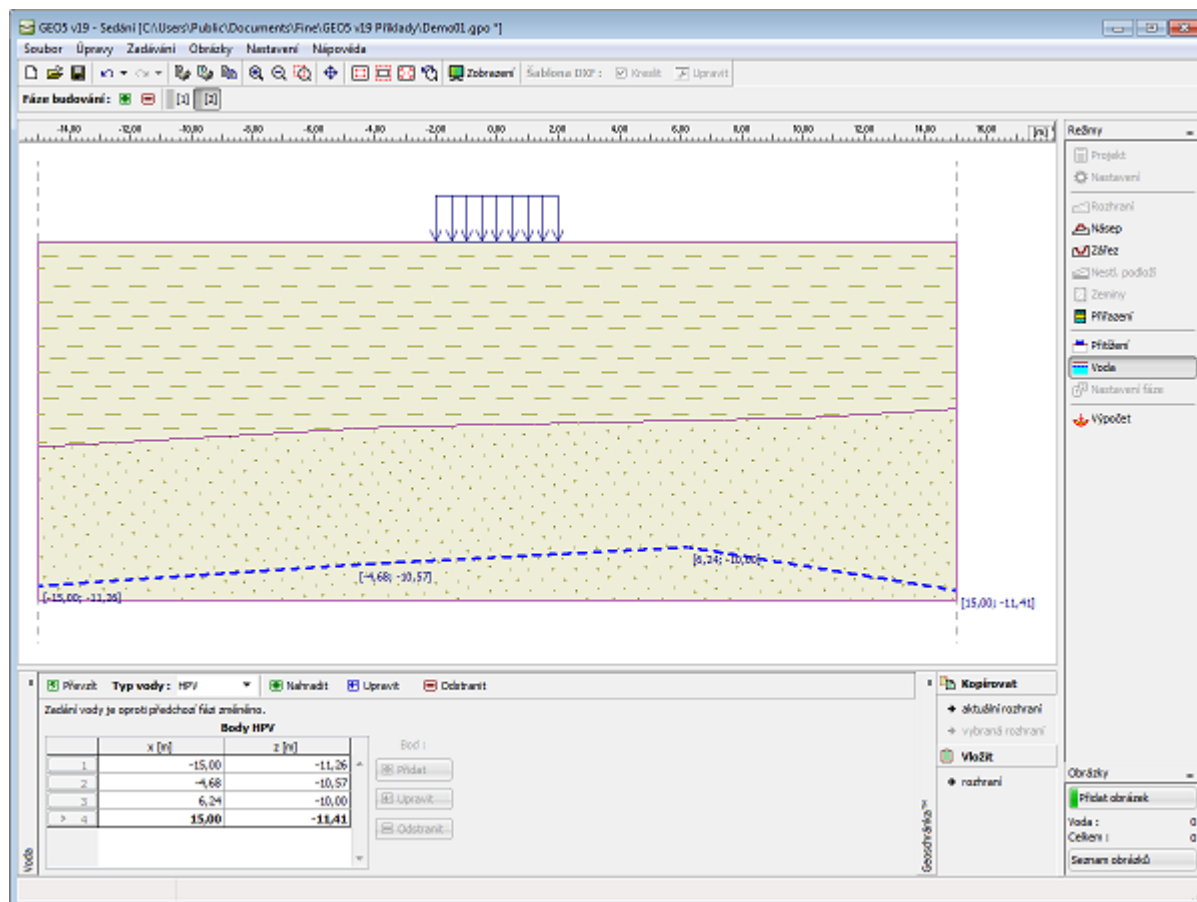 GEO5 v19 - Sedání [C:\Users\Public\Documents\Fine\GEO5 v19 Příklady\Demo01.gpo *]
Soubor Úpravy Zadávání Obrázky Nastavení Nápověda
Zobrazení Šablona DXF : Kreslit Upravit
Fáze budování : [1] [2]
-14,00 -12,00 -10,00 -8,00 -6,00 -4,00 -2,00 0,00 2,00 4,00 6,00 8,00 10,00 12,00 14,00 16,00 [m]
[-15,00; -11,26]
[-4,68; -10,57]
[6,24; -10,00]
[15,00; -11,41]
Režimy
Projekt
Nastavení
Rozhraní
Násep
Zářez
Nestl. podloží
Zeminy
Přiřazení
Přitížení
Voda
Nastavení fáze
Výpočet
Převzít Typ vody : HPV Nahradit Upravit Odstranit
Zadání vody je oproti předchozí fázi změněno.
Body HPV
x [m] z [m]
1 -15,00 -11,26
2 -4,68 -10,57
3 6,24 -10,00
> 4 15,00 -11,41
Bod :
Přidat
Upravit
Odstranit
Voda
Geoschránka™
Kopírovat
aktuální rozhraní
vybraná rozhraní
Vložit
rozhraní
Obrázky
Přidat obrázek
Voda : 0
Celkem : 0
Seznam obrázků